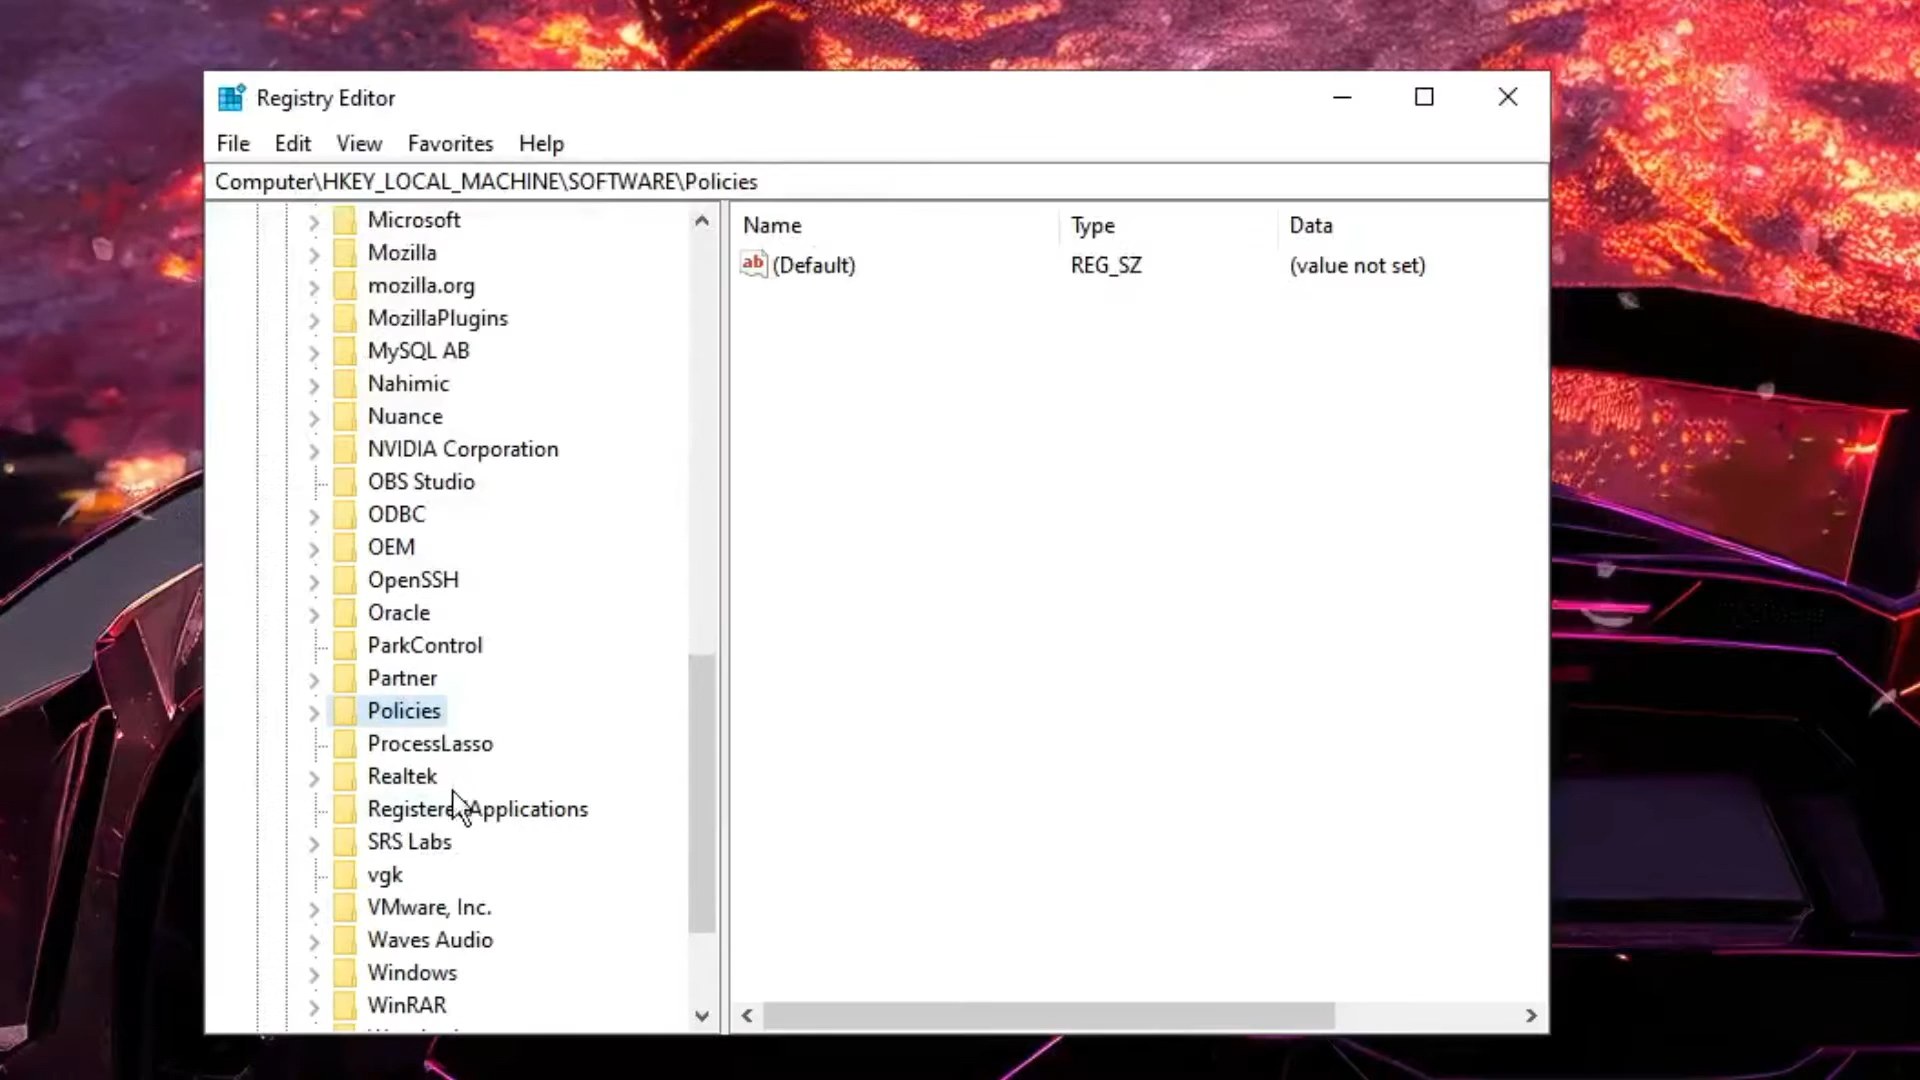 Registry Editor
File Edit View Favorites Help
Computer\HKEY_LOCAL_MACHINE\SOFTWARE\Policies
Microsoft
Mozilla
mozilla.org
MozillaPlugins
MySQL AB
Nahimic
Nuance
NVIDIA Corporation
OBS Studio
ODBC
OEM
OpenSSH
Oracle
ParkControl
Partner
Policies
ProcessLasso
Realtek
RegisteredApplications
SRS Labs
vgk
VMware, Inc.
Waves Audio
Windows
WinRAR
Name Type Data
ab (Default) REG_SZ (value not set)